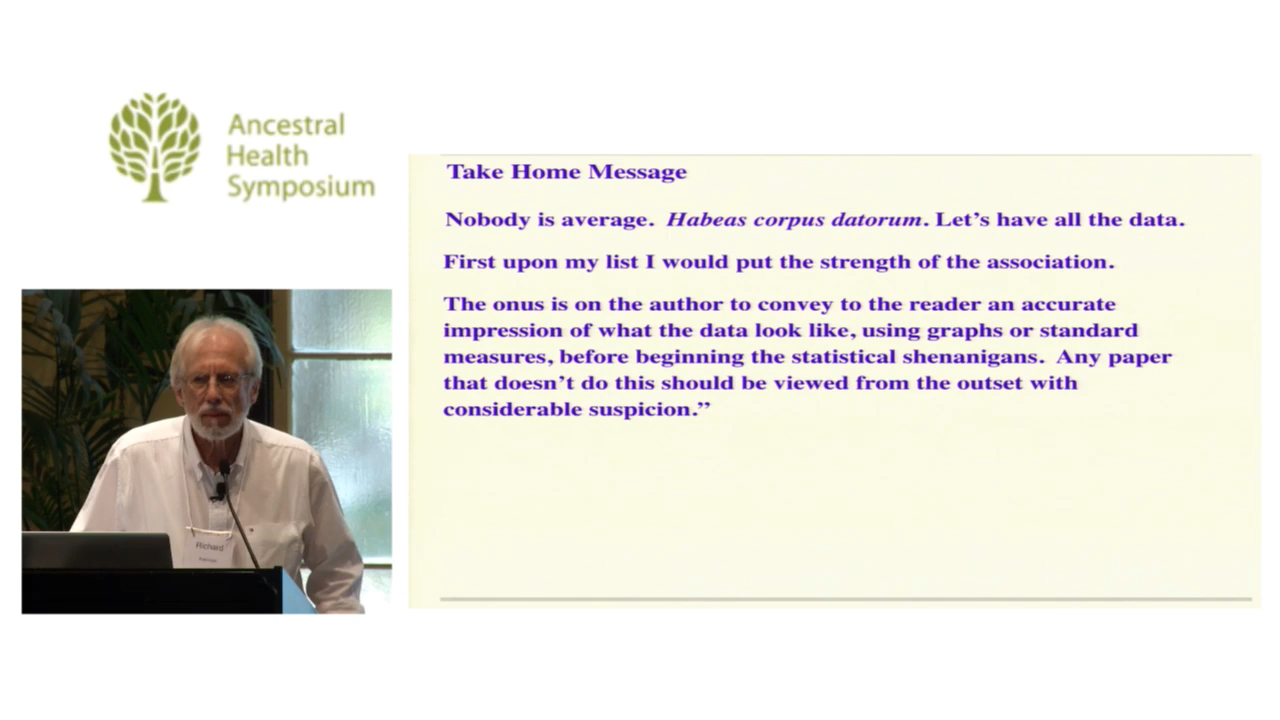 Ancestral
Health
Symposium
Take Home Message
Nobody is average. Habeas corpus datorum. Let’s have all the data.
First upon my list I would put the strength of the association.
The onus is on the author to convey to the reader an accurate
impression of what the data look like, using graphs or standard
measures, before beginning the statistical shenanigans. Any paper
that doesn’t do this should be viewed from the outset with
considerable suspicion.”
Richard